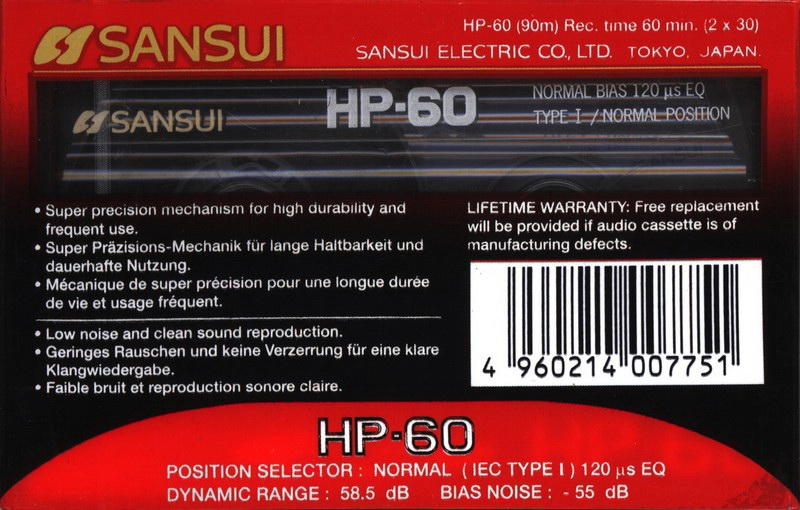 SANSUI
HP-60 (90m) Rec. time 60 min. (2 x 30)
SANSUI ELECTRIC CO., LTD. TOKYO, JAPAN.
SANSUI
HP-60
NORMAL BIAS 120 µs EQ
TYPE I / NORMAL POSITION
SANSUI
• Super precision mechanism for high durability and
frequent use.
• Super Präzisions-Mechanik für lange Haltbarkeit und
dauerhafte Nutzung.
• Mécanique de super précision pour une longue durée
de vie et usage fréquent.
• Low noise and clean sound reproduction.
• Geringes Rauschen und keine Verzerrung für eine klare
Klangwiedergabe.
• Faible bruit et reproduction sonore claire.
LIFETIME WARRANTY: Free replacement
will be provided if audio cassette is of
manufacturing defects.
4 960214 007751
HP-60
POSITION SELECTOR : NORMAL ( IEC TYPE I ) 120 µs EQ
DYNAMIC RANGE : 58.5 dB BIAS NOISE : - 55 dB